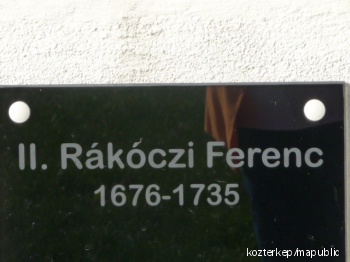 II. Rákóczi Ferenc
1676-1735
kozterkep/mapublic